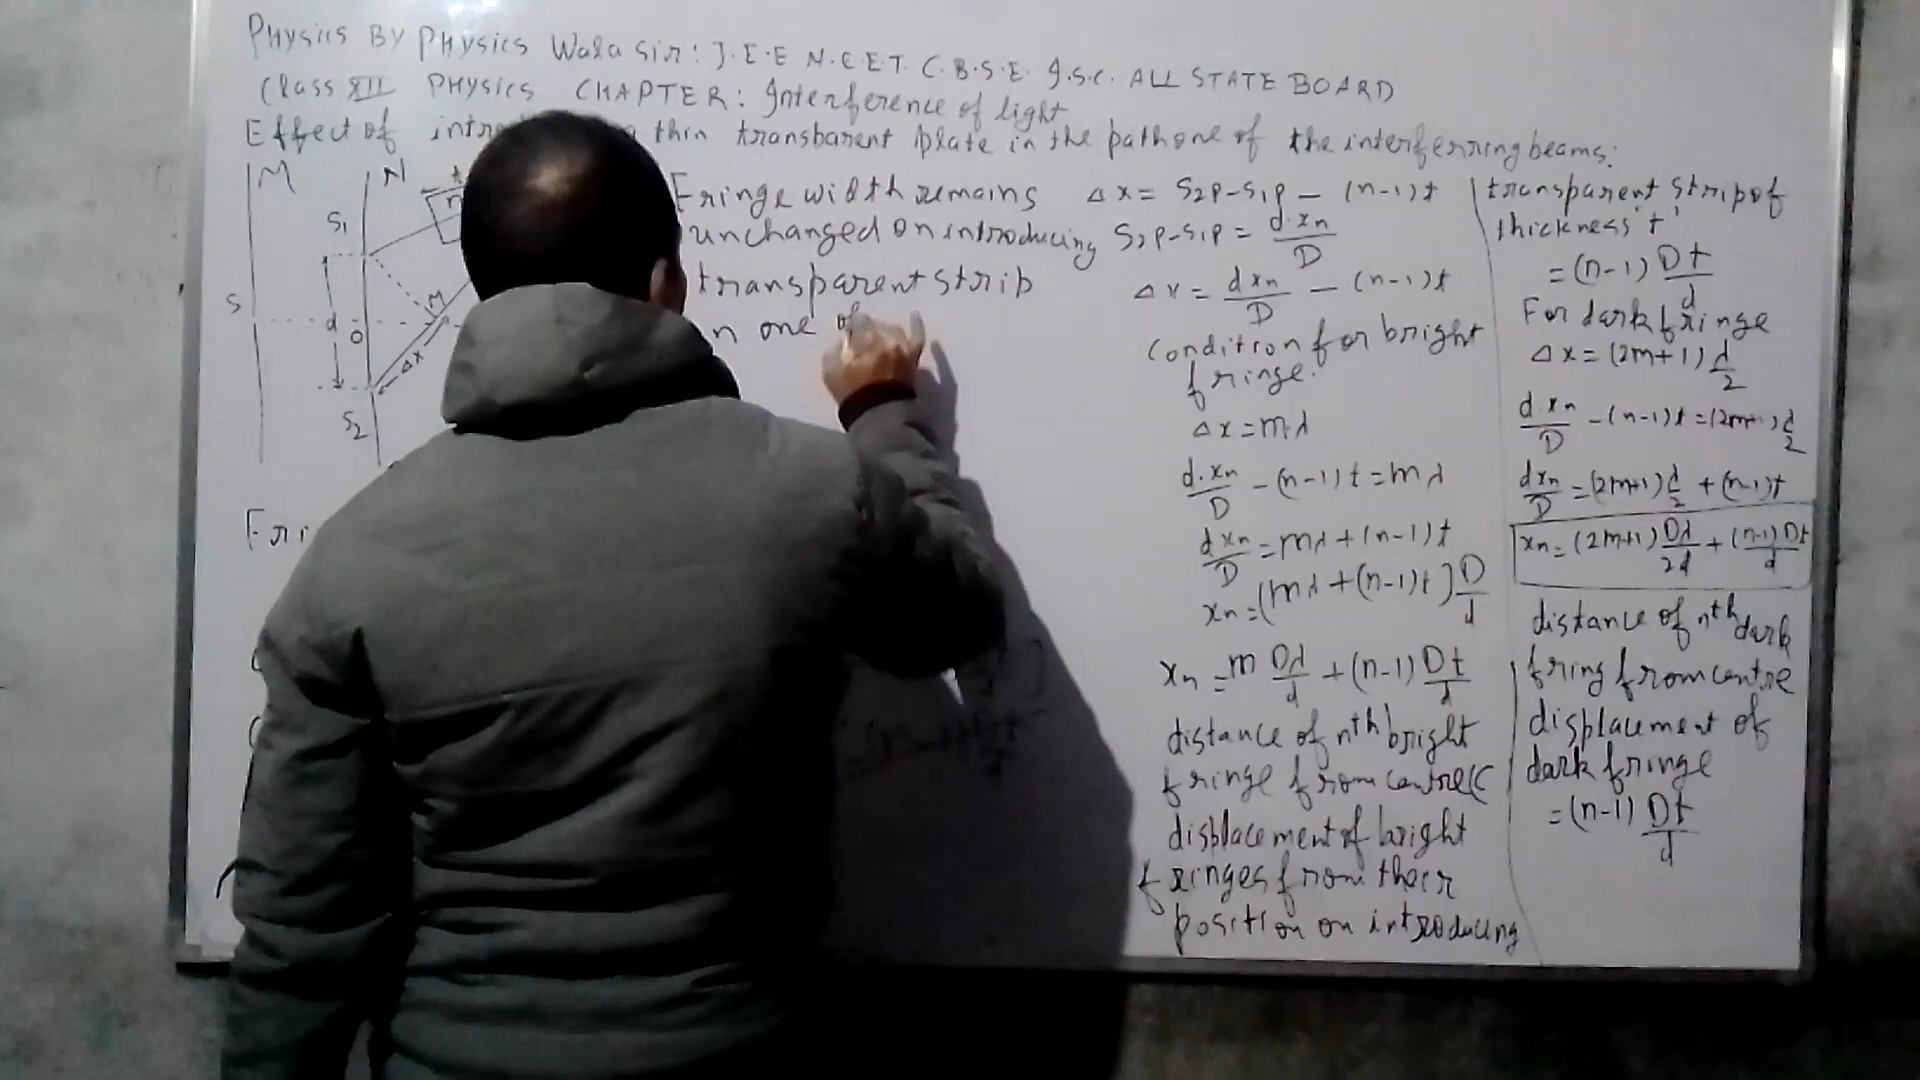 Physics By Physics Wala Sir: J.E.E N.E.E.T. C.B.S.E. I.S.C. ALL STATE BOARD
Class XII PHYSICS CHAPTER: Interference of light
Effect of thin transbarent plate in the path one of the interferring beams:
M
N
t
S1
S
d
O
M
Δx
S2
Fringe width remains
unchanged on introducing
transparent strip
n one of
Δx = S2P-S1P - (n-1)t
S2P-S1P = d.xn/D
Δx = dxn/D - (n-1)t
Condition for bright
fringe.
Δx = mλ
d.xn/D - (n-1)t = mλ
dxn/D = mλ + (n-1)t
xn = (mλ + (n-1)t] D/d
xn = m Dλ/d + (n-1) Dt/d
distance of nth bright
fringe from centre C
displacement of bright
fringes from their
position on introducing
transparent strip of
thickness 't'
= (n-1) Dt/d
For dark fringe
Δx = (2m+1) λ/2
d.xn/D - (n-1)t = (2m+1) λ/2
dxn/D = (2m+1) λ/2 + (n-1)t
xn = (2m+1) Dλ/2d + (n-1) Dt/d
distance of nth dark
fring from centre
displacement of
dark fringe
= (n-1) Dt/d